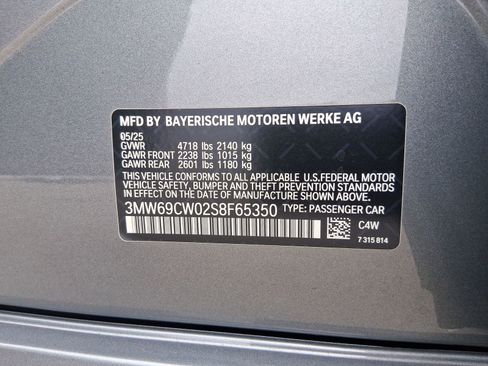 MFD BY BAYERISCHE MOTOREN WERKE AG
05/25
GVWR 4718 lbs 2140 kg
GAWR FRONT 2238 lbs 1015 kg
GAWR REAR 2601 lbs 1180 kg
THIS VEHICLE CONFORMS TO ALL APPLICABLE U.S.FEDERAL MOTOR
VEHICLE SAFETY, BUMPER, AND THEFT PREVENTION
STANDARDS IN EFFECT ON THE DATE OF MANUFACTURE SHOWN ABOVE.
3MW69CW02S8F65350 TYPE: PASSENGER CAR
C4W
7 315 814